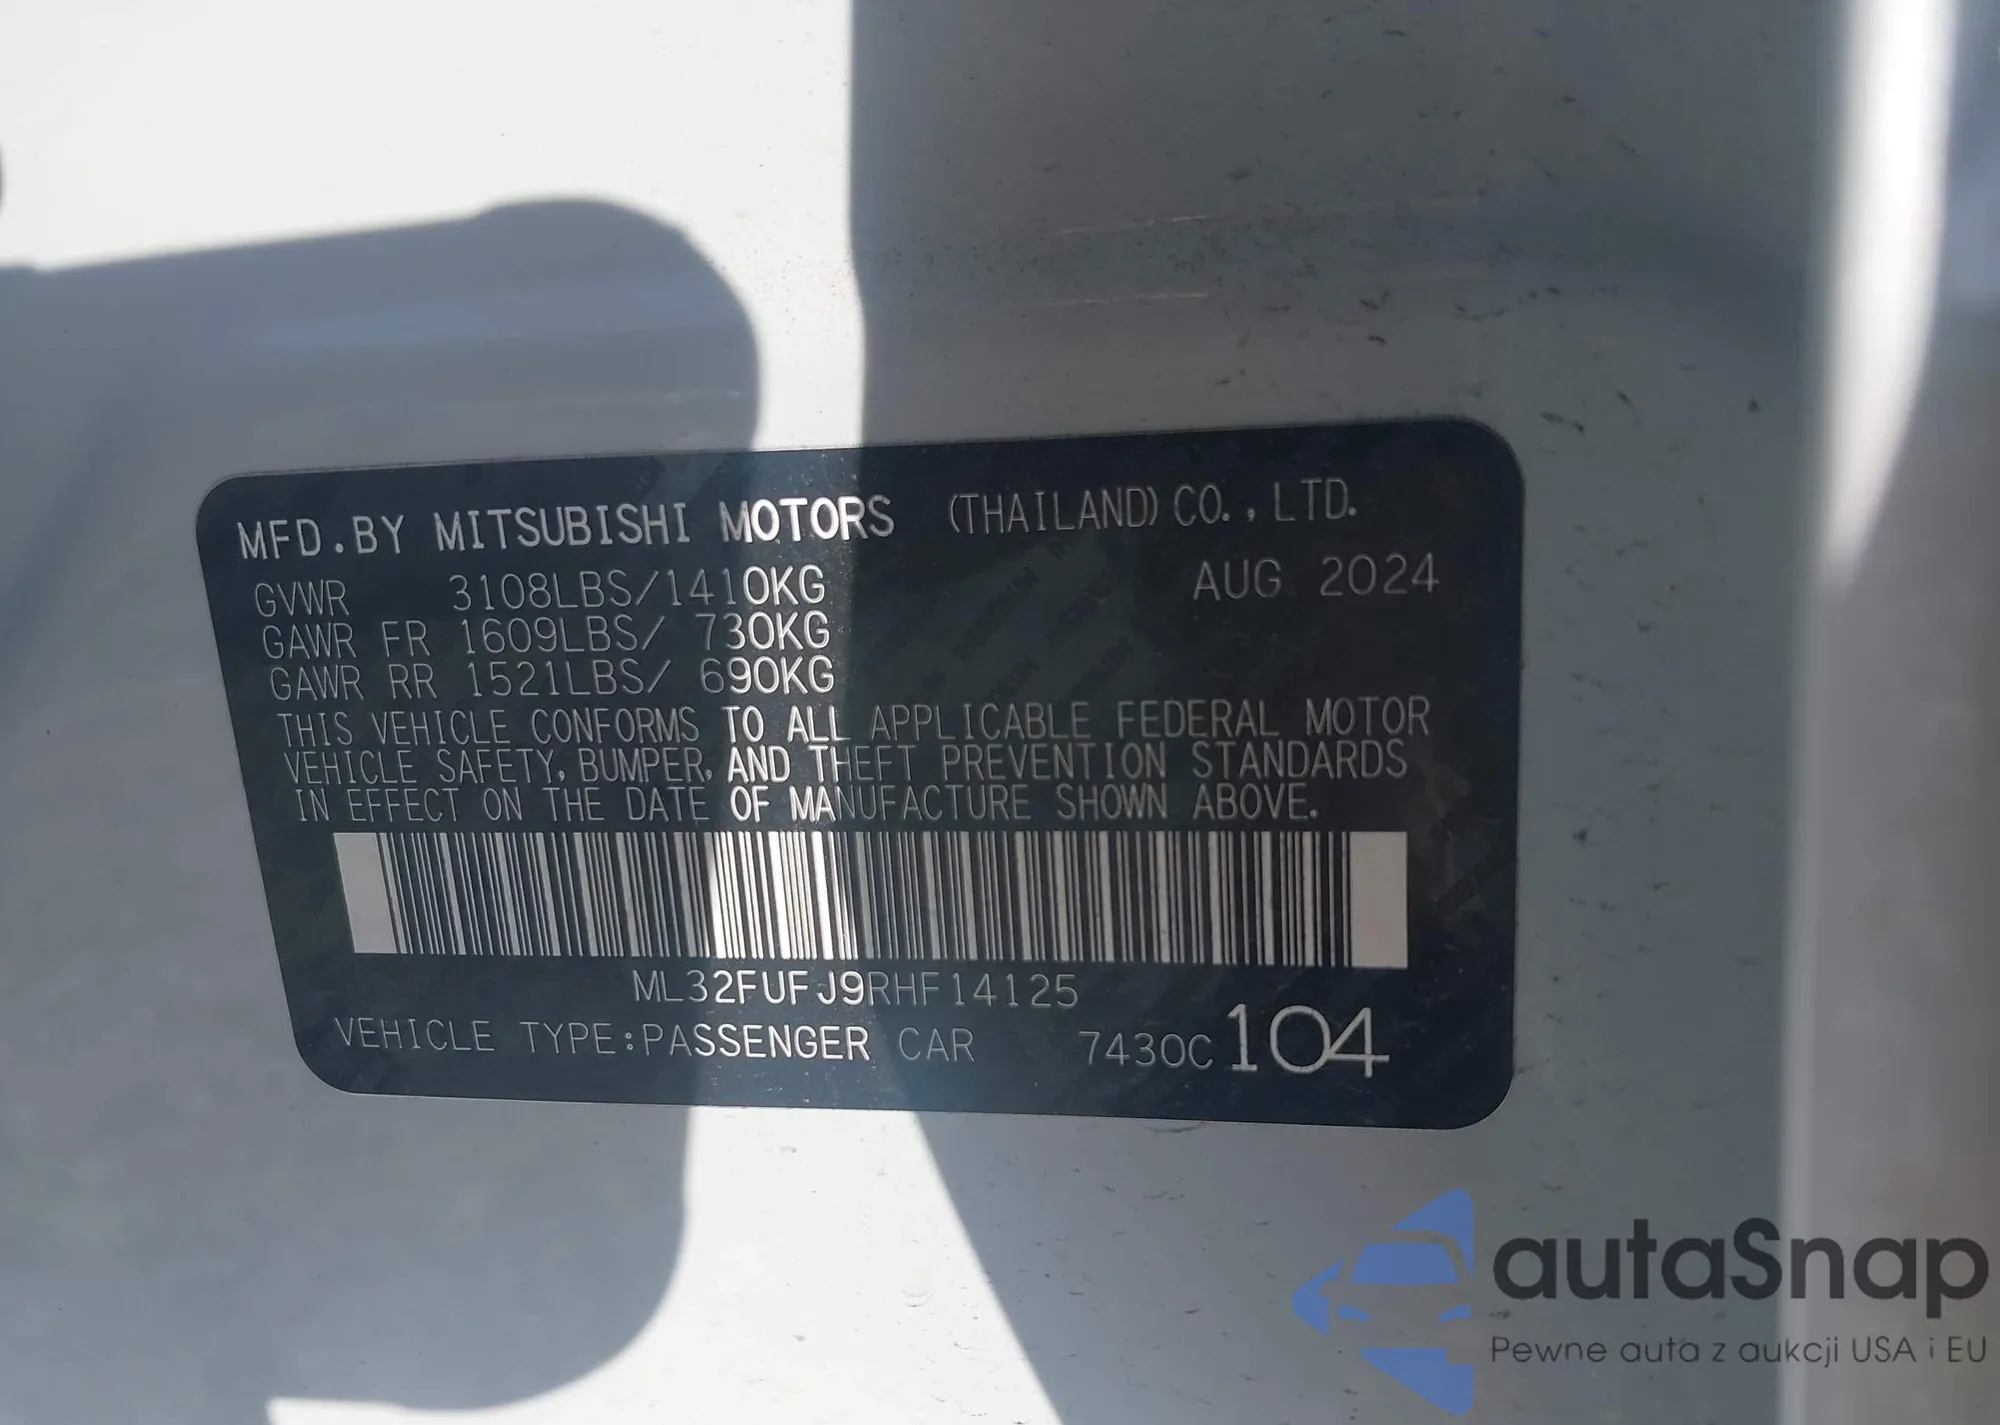 MFD.BY MITSUBISHI MOTORS (THAILAND) CO., LTD.
GVWR 3108LBS/1410KG AUG 2024
GAWR FR 1609LBS/ 730KG
GAWR RR 1521LBS/ 690KG
THIS VEHICLE CONFORMS TO ALL APPLICABLE FEDERAL MOTOR
VEHICLE SAFETY, BUMPER, AND THEFT PREVENTION STANDARDS
IN EFFECT ON THE DATE OF MANUFACTURE SHOWN ABOVE.
ML32FUFJ9RHF14125
VEHICLE TYPE:PASSENGER CAR 7430C 104
autaSnap
Pewne auta z aukcji USA i EU